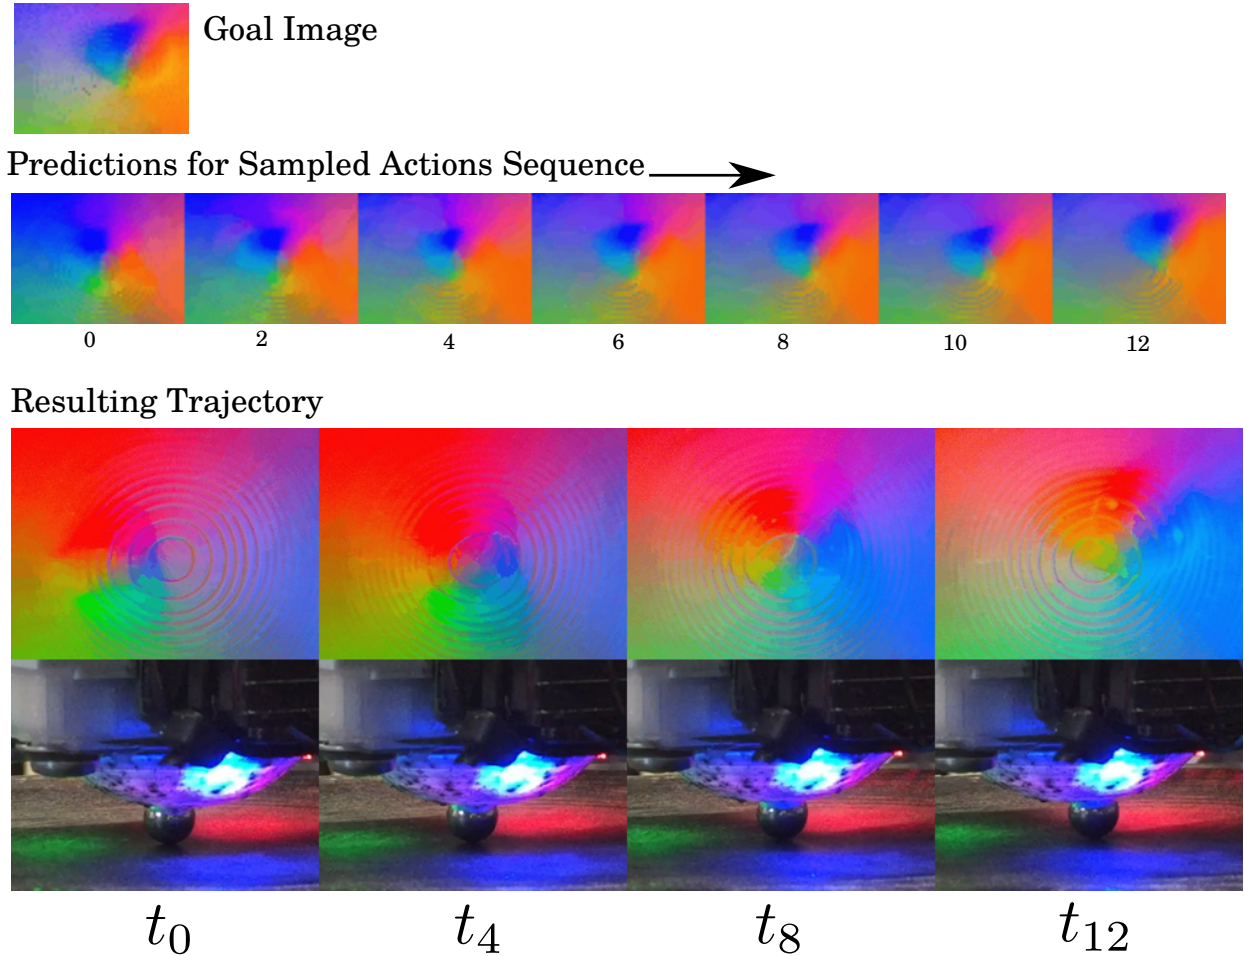 Goal Image
Predictions for Sampled Actions Sequence
0 2 4 6 8 10 12
Resulting Trajectory
t₀ t₄ t₈ t₁₂